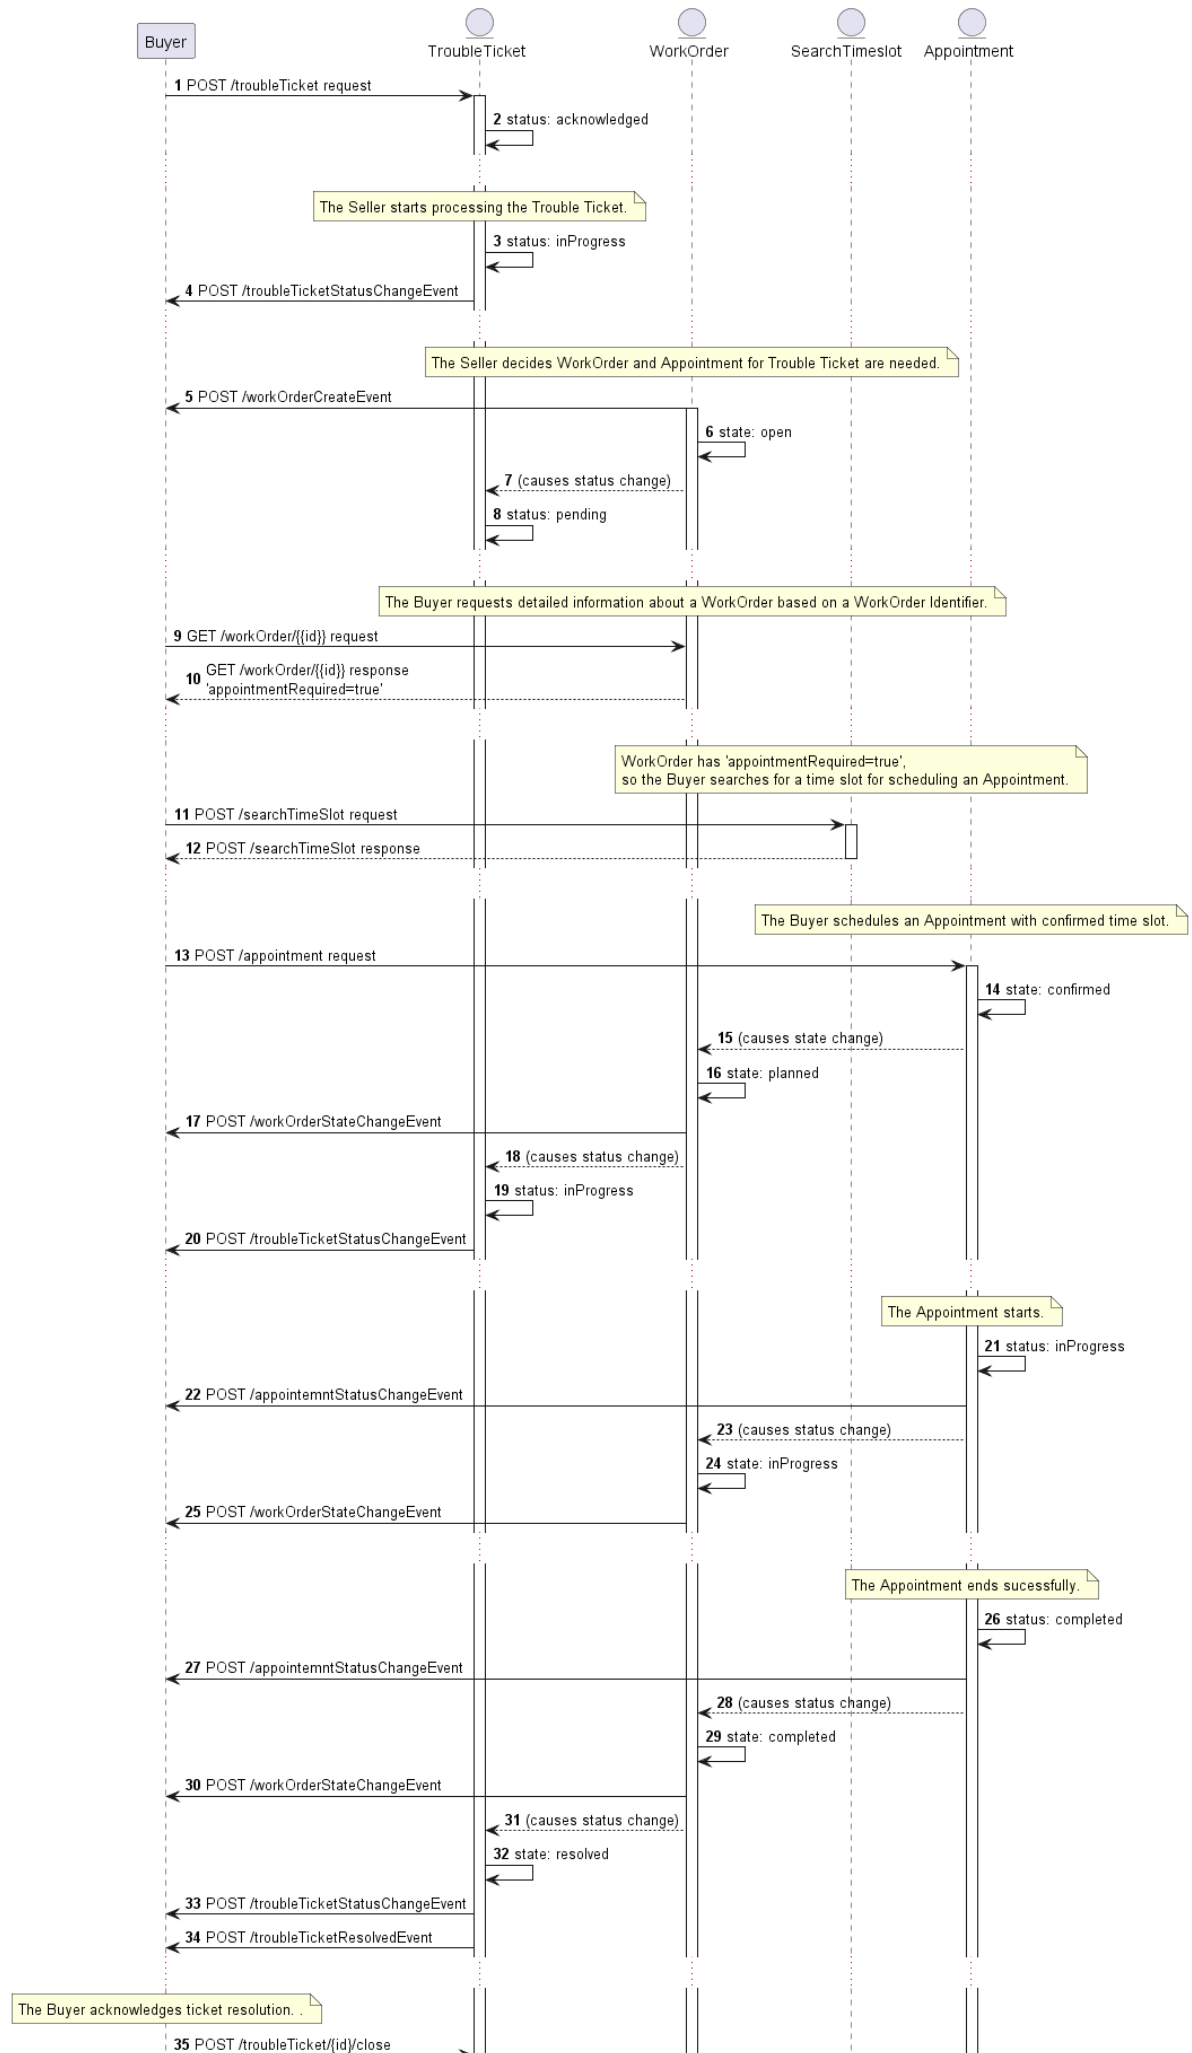 Buyer
TroubleTicket
WorkOrder
SearchTimeslot
Appointment
1 POST /troubleTicket request
2 status: acknowledged
The Seller starts processing the Trouble Ticket.
3 status: inProgress
4 POST /troubleTicketStatusChangeEvent
The Seller decides WorkOrder and Appointment for Trouble Ticket are needed.
5 POST /workOrderCreateEvent
6 state: open
7 (causes status change)
8 status: pending
The Buyer requests detailed information about a WorkOrder based on a WorkOrder Identifier.
9 GET /workOrder/{{id}} request
10 GET /workOrder/{{id}} response
'appointmentRequired=true'
WorkOrder has 'appointmentRequired=true',
so the Buyer searches for a time slot for scheduling an Appointment.
11 POST /searchTimeSlot request
12 POST /searchTimeSlot response
The Buyer schedules an Appointment with confirmed time slot.
13 POST /appointment request
14 state: confirmed
15 (causes state change)
16 state: planned
17 POST /workOrderStateChangeEvent
18 (causes status change)
19 status: inProgress
20 POST /troubleTicketStatusChangeEvent
The Appointment starts.
21 status: inProgress
22 POST /appointemntStatusChangeEvent
23 (causes status change)
24 state: inProgress
25 POST /workOrderStateChangeEvent
The Appointment ends sucessfully.
26 status: completed
27 POST /appointemntStatusChangeEvent
28 (causes status change)
29 state: completed
30 POST /workOrderStateChangeEvent
31 (causes status change)
32 state: resolved
33 POST /troubleTicketStatusChangeEvent
34 POST /troubleTicketResolvedEvent
The Buyer acknowledges ticket resolution. .
35 POST /troubleTicket/{id}/close